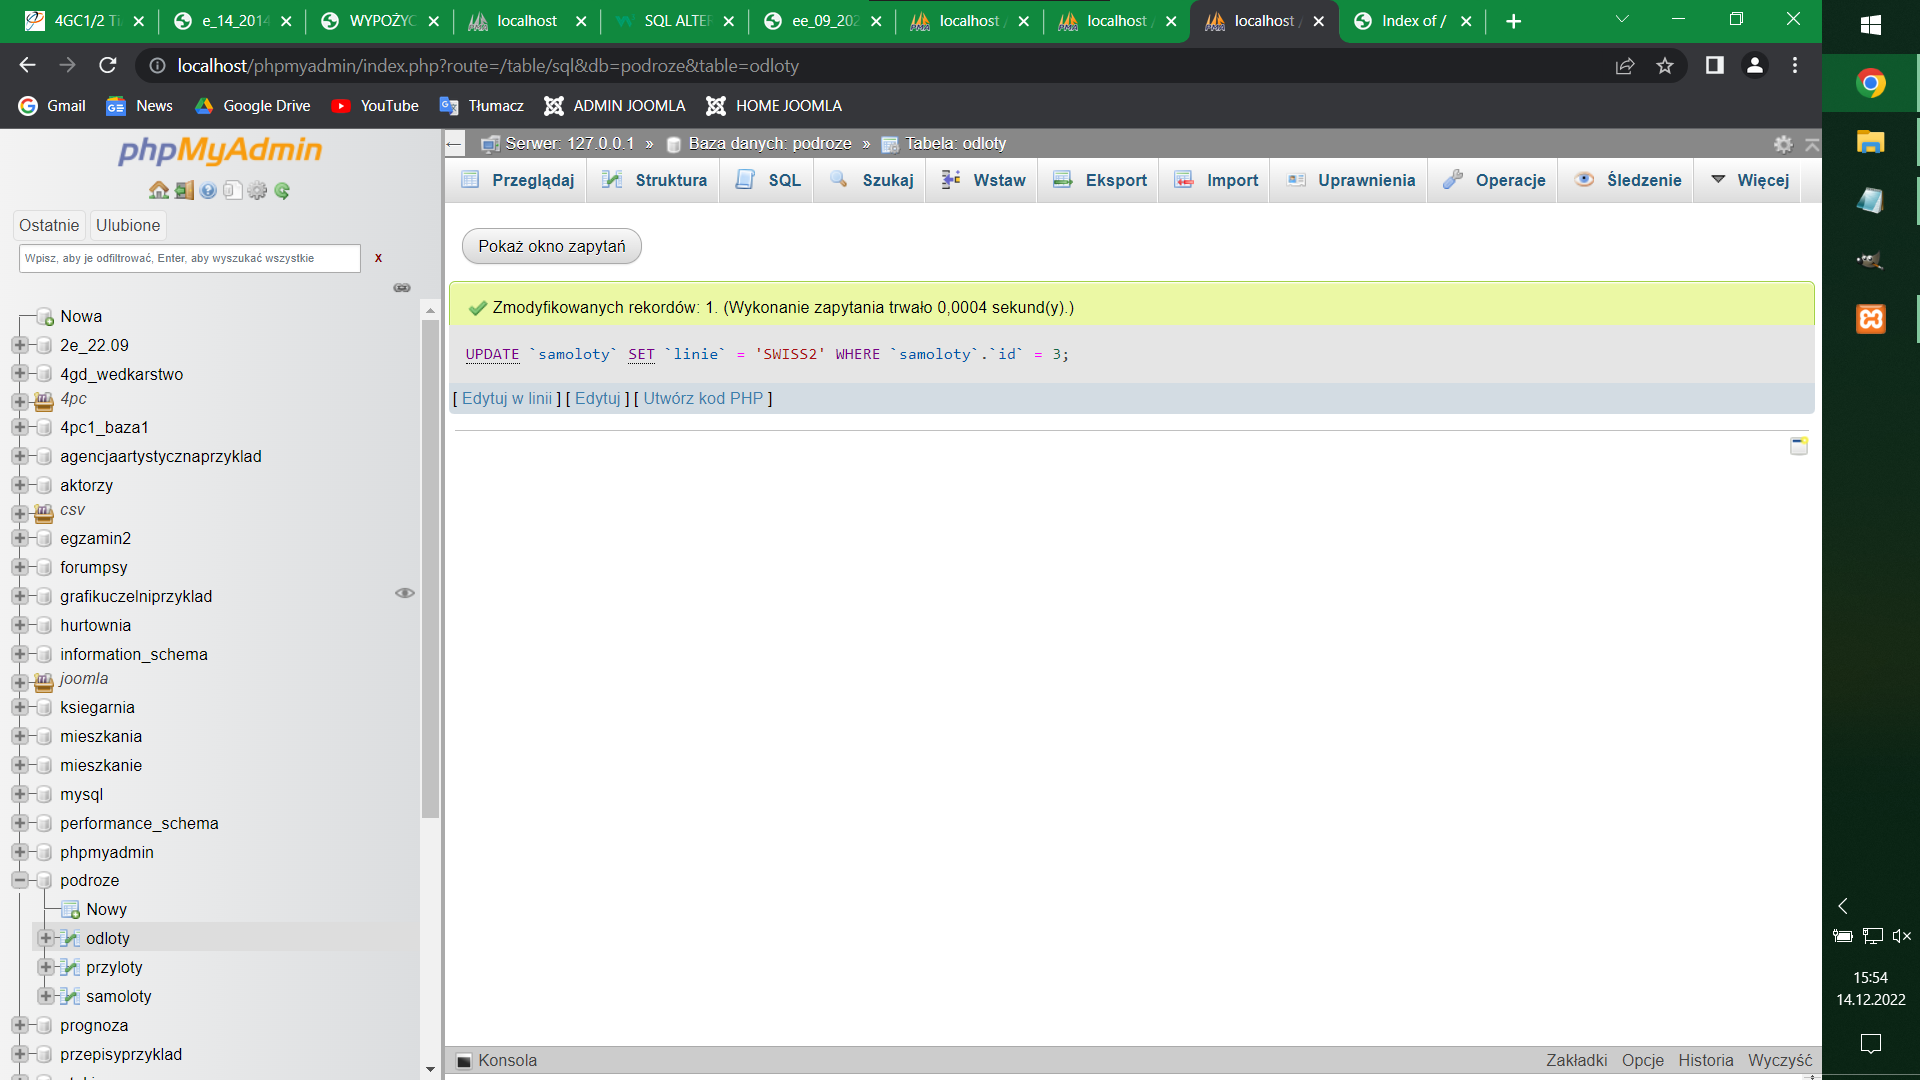 4GC1/2 Ti
e_14_2014
WYPOŻYC
localhost
SQL ALTER
ee_09_202
localhost /
localhost /
localhost /
Index of /
localhost/phpmyadmin/index.php?route=/table/sql&db=podroze&table=odloty
Gmail
News
Google Drive
YouTube
Tłumacz
ADMIN JOOMLA
HOME JOOMLA
phpMyAdmin
Ostatnie
Ulubione
Wpisz, aby je odfiltrować, Enter, aby wyszukać wszystkie
X
Nowa
2e_22.09
4gd_wedkarstwo
4pc
4pc1_baza1
agencjaartystycznaprzyklad
aktorzy
csv
egzamin2
forumpsy
grafikuczelniprzyklad
hurtownia
information_schema
joomla
ksiegarnia
mieszkania
mieszkanie
mysql
performance_schema
phpmyadmin
podroze
Nowy
odloty
przyloty
samoloty
prognoza
przepisyprzyklad
Serwer: 127.0.0.1 » Baza danych: podroze » Tabela: odloty
Przeglądaj
Struktura
SQL
Szukaj
Wstaw
Eksport
Import
Uprawnienia
Operacje
Śledzenie
Więcej
Pokaż okno zapytań
Zmodyfikowanych rekordów: 1. (Wykonanie zapytania trwało 0,0004 sekund(y).)
UPDATE `samoloty` SET `linie` = 'SWISS2' WHERE `samoloty`.`id` = 3;
[ Edytuj w linii ] [ Edytuj ] [ Utwórz kod PHP ]
Konsola
Zakładki
Opcje
Historia
Wyczyść
15:54
14.12.2022